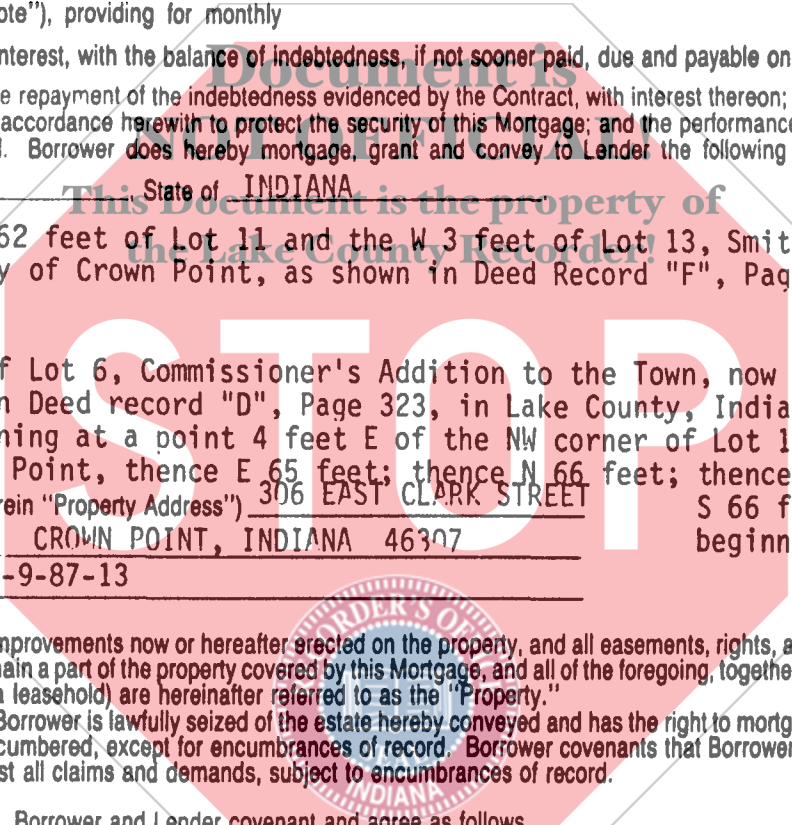 ote"), providing for monthly
nterest, with the balance of indebtedness, if not sooner paid, due and payable on
Document is
e repayment of the indebtedness evidenced by the Contract, with interest thereon;
accordance herewith to protect the security of this Mortgage; and the performance
NOT OFFICIAL!
. Borrower does hereby mortgage, grant and convey to Lender the following
, State of INDIANA
This Document is the property of
62 feet of Lot 11 and the W 3 feet of Lot 13, Smit
the Lake County Recorder!
y of Crown Point, as shown in Deed Record "F", Pag
STOP
f Lot 6, Commissioner's Addition to the Town, now
n Deed record "D", Page 323, in Lake County, India
ning at a point 4 feet E of the NW corner of Lot 1
Point, thence E 65 feet; thence N 66 feet; thence
rein "Property Address") 306 EAST CLARK STREET S 66 f
CROWN POINT, INDIANA 46307 beginn
-9-87-13
RECORDER'S OF
mprovements now or hereafter erected on the property, and all easements, rights, a
main a part of the property covered by this Mortgage, and all of the foregoing, togethe
a leasehold) are hereinafter referred to as the "Property."
Borrower is lawfully seized of the estate hereby conveyed and has the right to mortg
cumbered, except for encumbrances of record. Borrower covenants that Borrower
st all claims and demands, subject to encumbrances of record.
SEAL
INDIANA
Borrower and Lender covenant and agree as follows